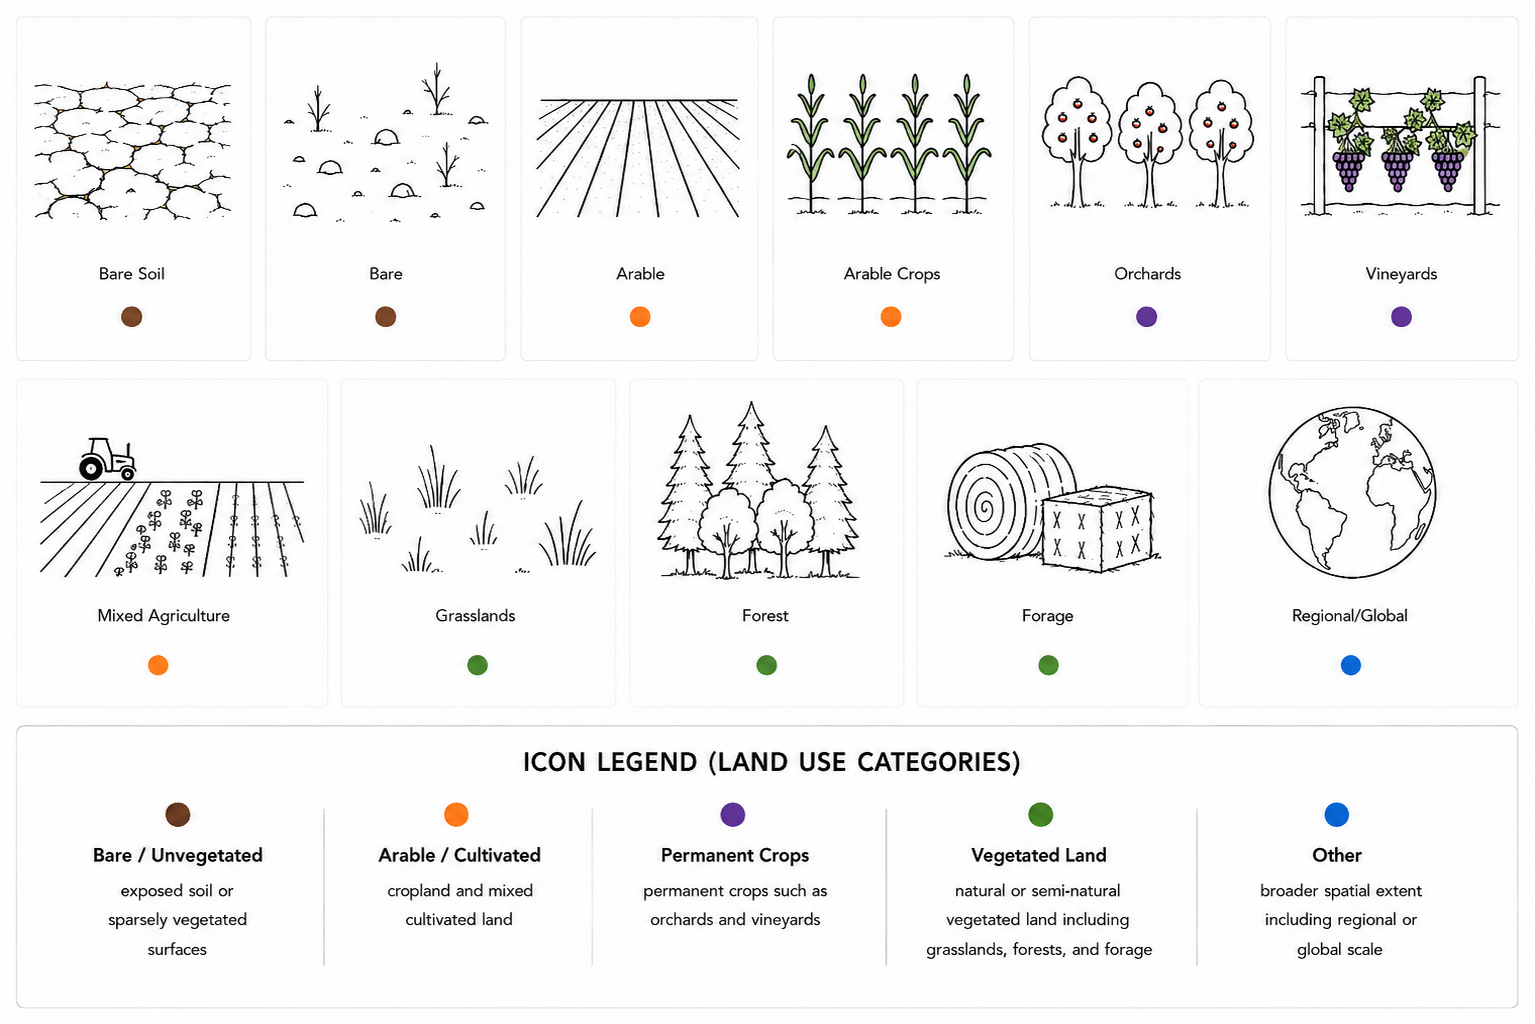 Bare Soil
Bare
Arable
Arable Crops
Orchards
Vineyards
Mixed Agriculture
Grasslands
Forest
Forage
Regional/Global
ICON LEGEND (LAND USE CATEGORIES)
Bare / Unvegetated
exposed soil or
sparsely vegetated
surfaces
Arable / Cultivated
cropland and mixed
cultivated land
Permanent Crops
permanent crops such as
orchards and vineyards
Vegetated Land
natural or semi-natural
vegetated land including
grasslands, forests, and forage
Other
broader spatial extent
including regional or
global scale